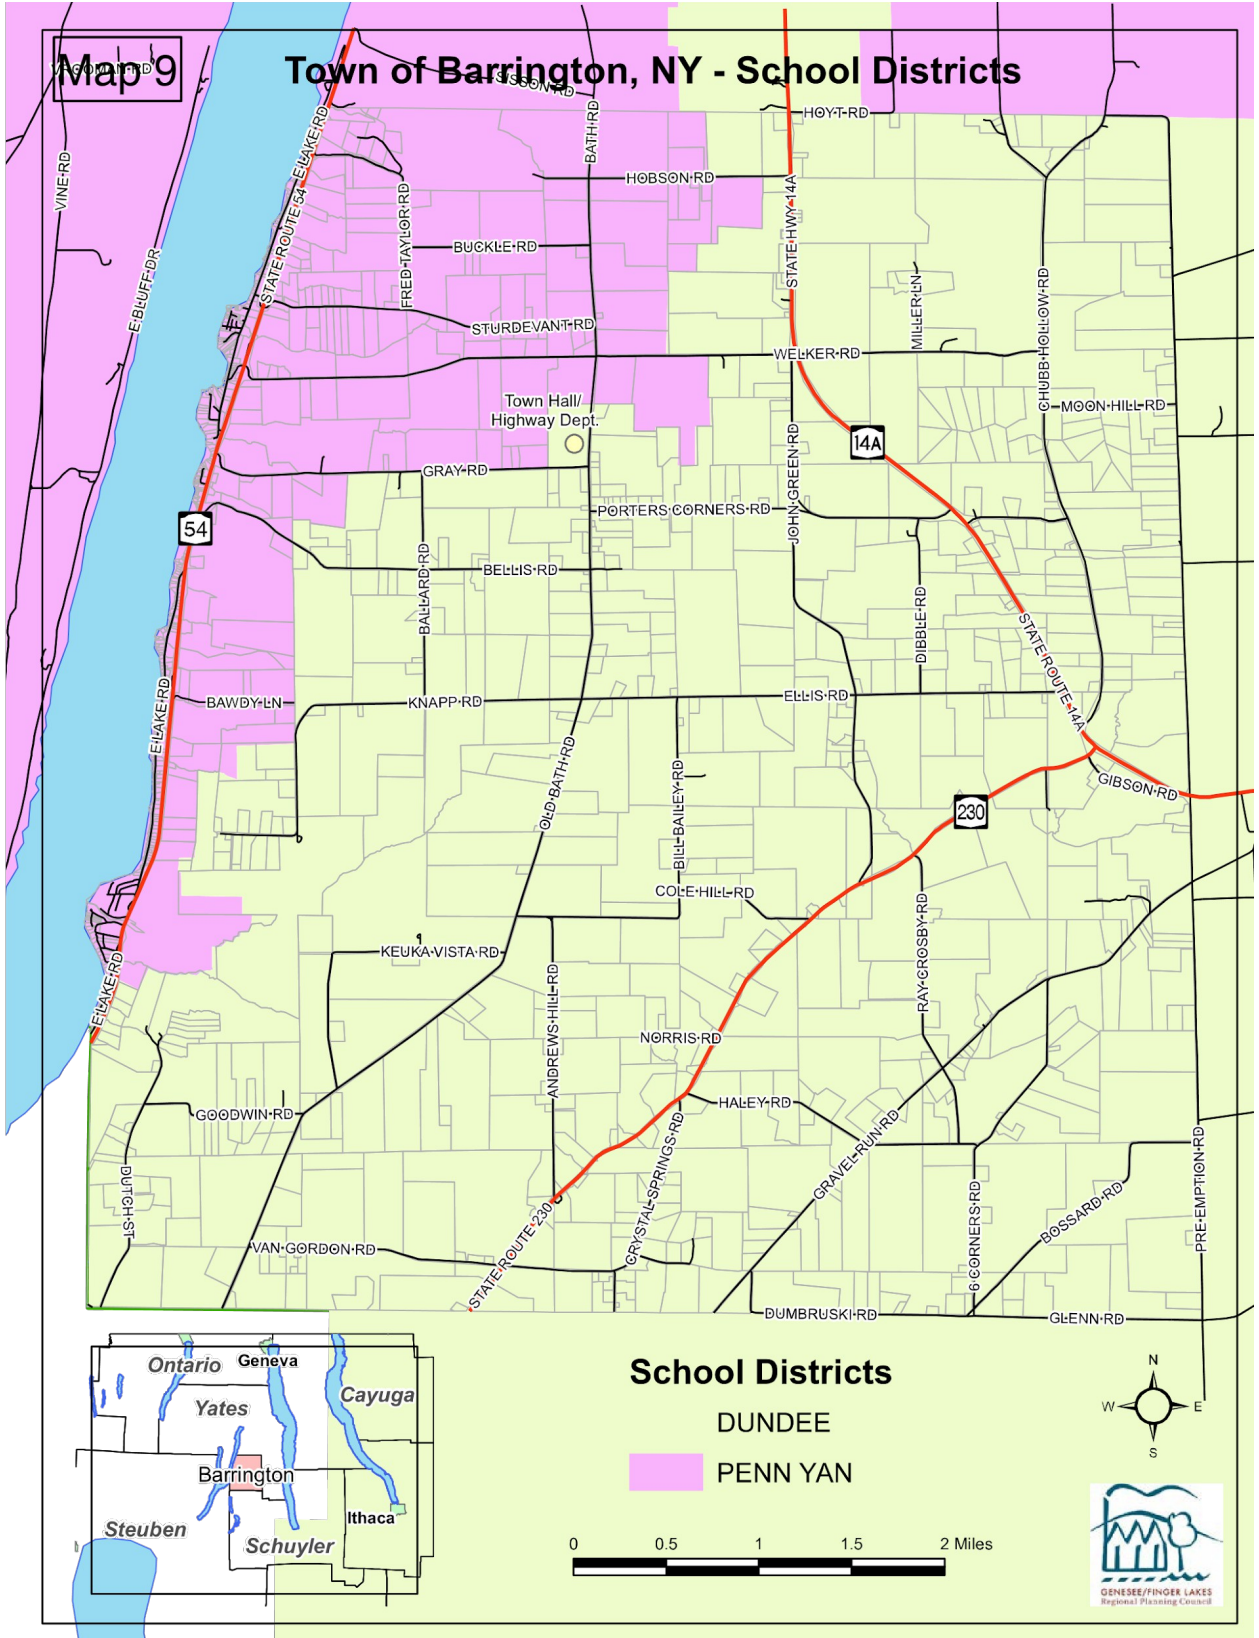 Map 9
Town of Barrington, NY - School Districts
VROOMAN RD
SISSON RD
HOYT RD
BATH RD
E LAKE RD
VINE RD
HOBSON RD
STATE HWY 14A
FRED TAYLOR RD
STATE ROUTE 54
BUCKLE RD
E BLUFF DR
MILLER LN
CHUBB HOLLOW RD
STURDEVANT RD
WELKER RD
Town Hall/
Highway Dept.
MOON HILL RD
14A
JOHN GREEN RD
GRAY RD
PORTERS CORNERS RD
54
BELLIS RD
BALLARD RD
DIBBLE RD
STATE ROUTE 14A
E LAKE RD
BAWDY LN
KNAPP RD
ELLIS RD
OLD BATH RD
BILL BAILEY RD
GIBSON RD
230
COLE HILL RD
KEUKA VISTA RD
RAY CROSBY RD
E LAKE RD
ANDREWS HILL RD
NORRIS RD
HALEY RD
GOODWIN RD
GRAVEL RUN RD
CRYSTAL SPRINGS RD
DUTCH ST
PRE EMPTION RD
6 CORNERS RD
BOSSARD RD
VAN GORDON RD
STATE ROUTE 230
DUMBRUSKI RD
GLENN RD
Ontario
Geneva
Cayuga
Yates
Barrington
Ithaca
Steuben
Schuyler
School Districts
DUNDEE
PENN YAN
0 0.5 1 1.5 2 Miles
N
W E
S
GENESEE/FINGER LAKES
Regional Planning Council